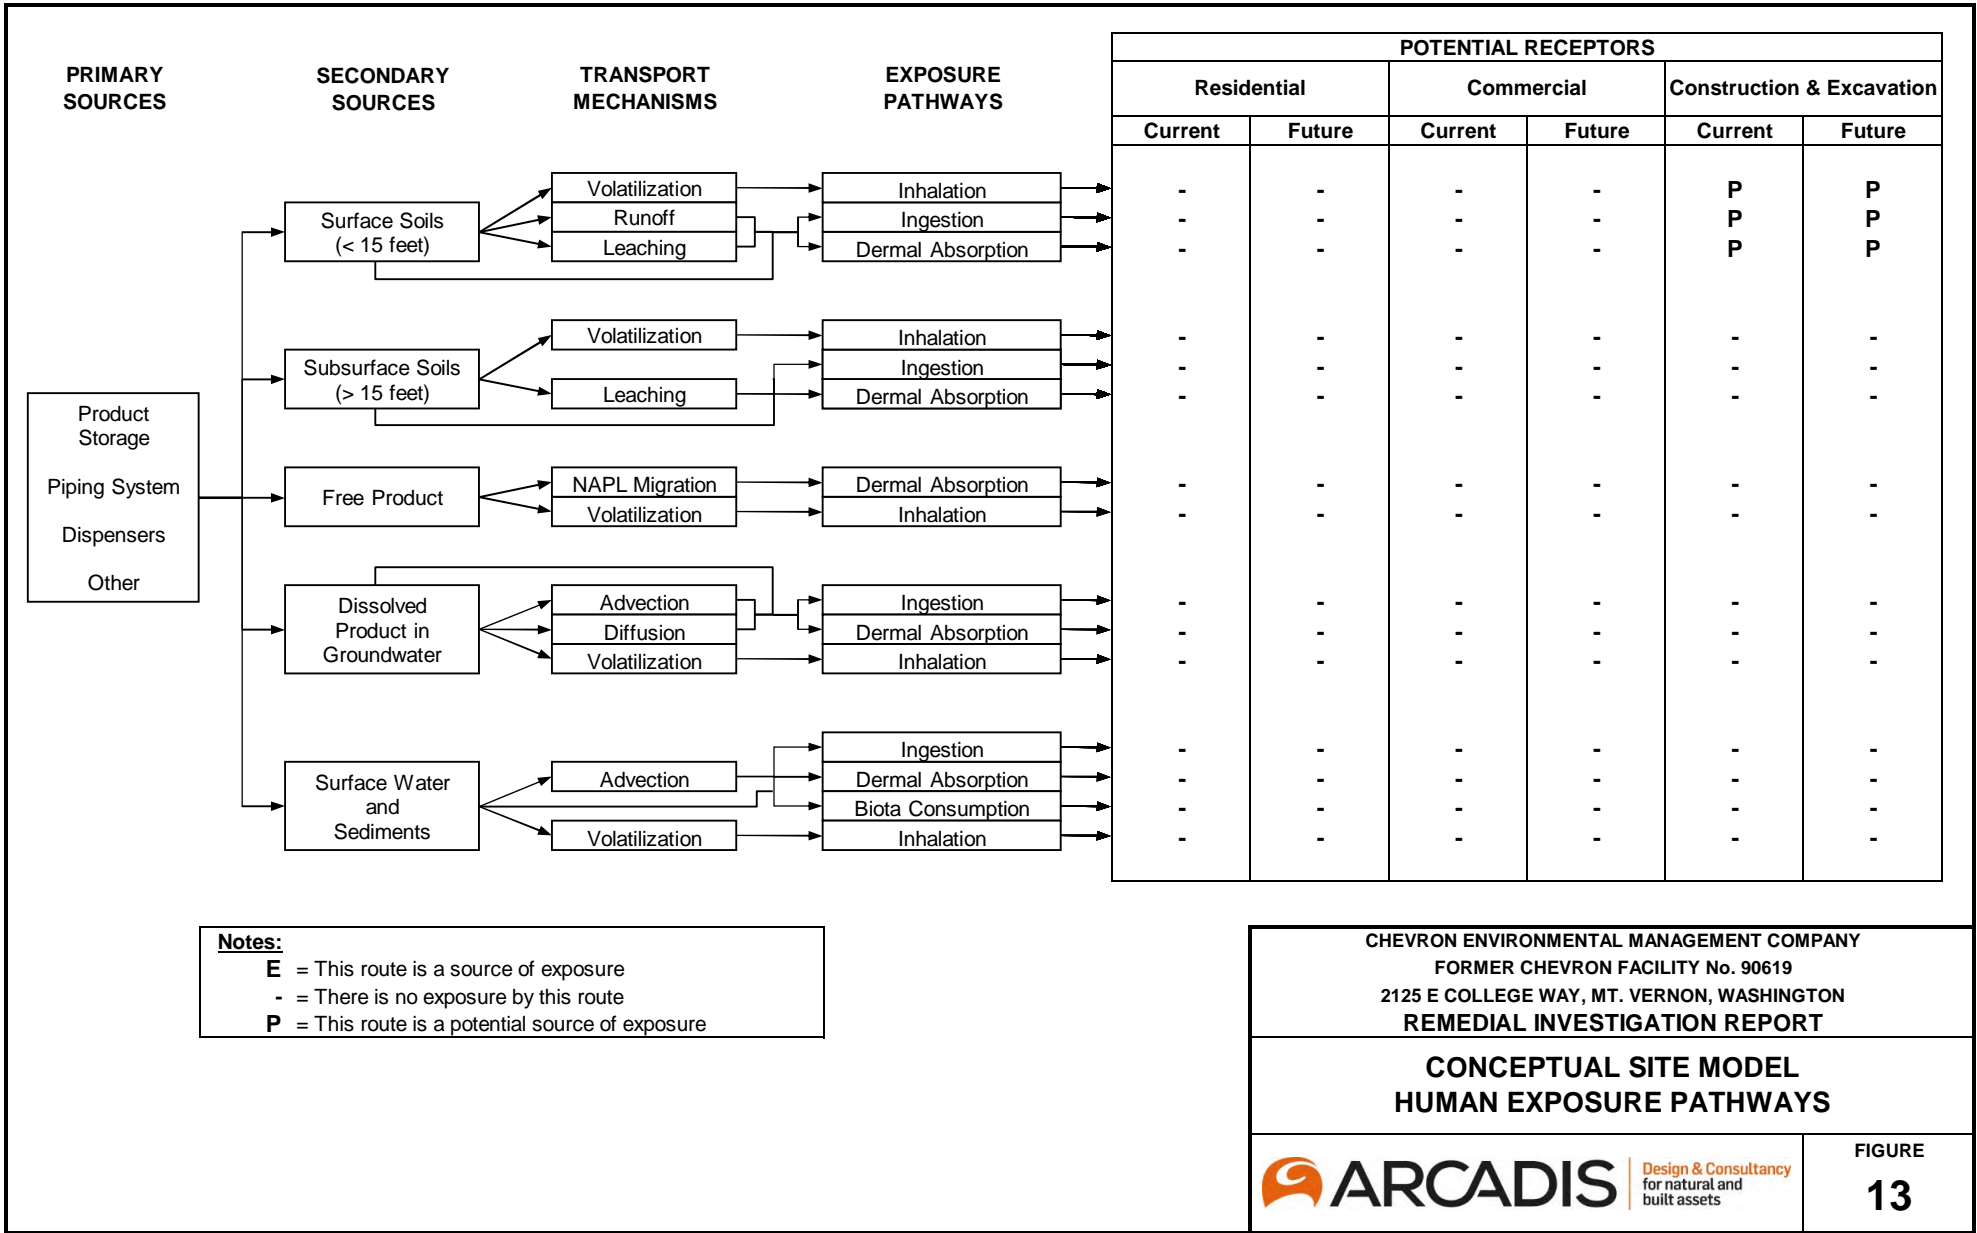 PRIMARY
SOURCES
SECONDARY
SOURCES
TRANSPORT
MECHANISMS
EXPOSURE
PATHWAYS
POTENTIAL RECEPTORS
Residential Commercial Construction & Excavation
Current Future Current Future Current Future
Product
Storage
Piping System
Dispensers
Other
Surface Soils
(< 15 feet)
Volatilization
Runoff
Leaching
Inhalation - - - - P P
Ingestion - - - - P P
Dermal Absorption - - - - P P
Subsurface Soils
(> 15 feet)
Volatilization
Leaching
Inhalation - - - - - -
Ingestion - - - - - -
Dermal Absorption - - - - - -
Free Product
NAPL Migration
Volatilization
Dermal Absorption - - - - - -
Inhalation - - - - - -
Dissolved
Product in
Groundwater
Advection
Diffusion
Volatilization
Ingestion - - - - - -
Dermal Absorption - - - - - -
Inhalation - - - - - -
Surface Water
and
Sediments
Advection
Volatilization
Ingestion - - - - - -
Dermal Absorption - - - - - -
Biota Consumption - - - - - -
Inhalation - - - - - -
Notes:
E = This route is a source of exposure
- = There is no exposure by this route
P = This route is a potential source of exposure
CHEVRON ENVIRONMENTAL MANAGEMENT COMPANY
FORMER CHEVRON FACILITY No. 90619
2125 E COLLEGE WAY, MT. VERNON, WASHINGTON
REMEDIAL INVESTIGATION REPORT
CONCEPTUAL SITE MODEL
HUMAN EXPOSURE PATHWAYS
ARCADIS
Design & Consultancy
for natural and
built assets
FIGURE
13